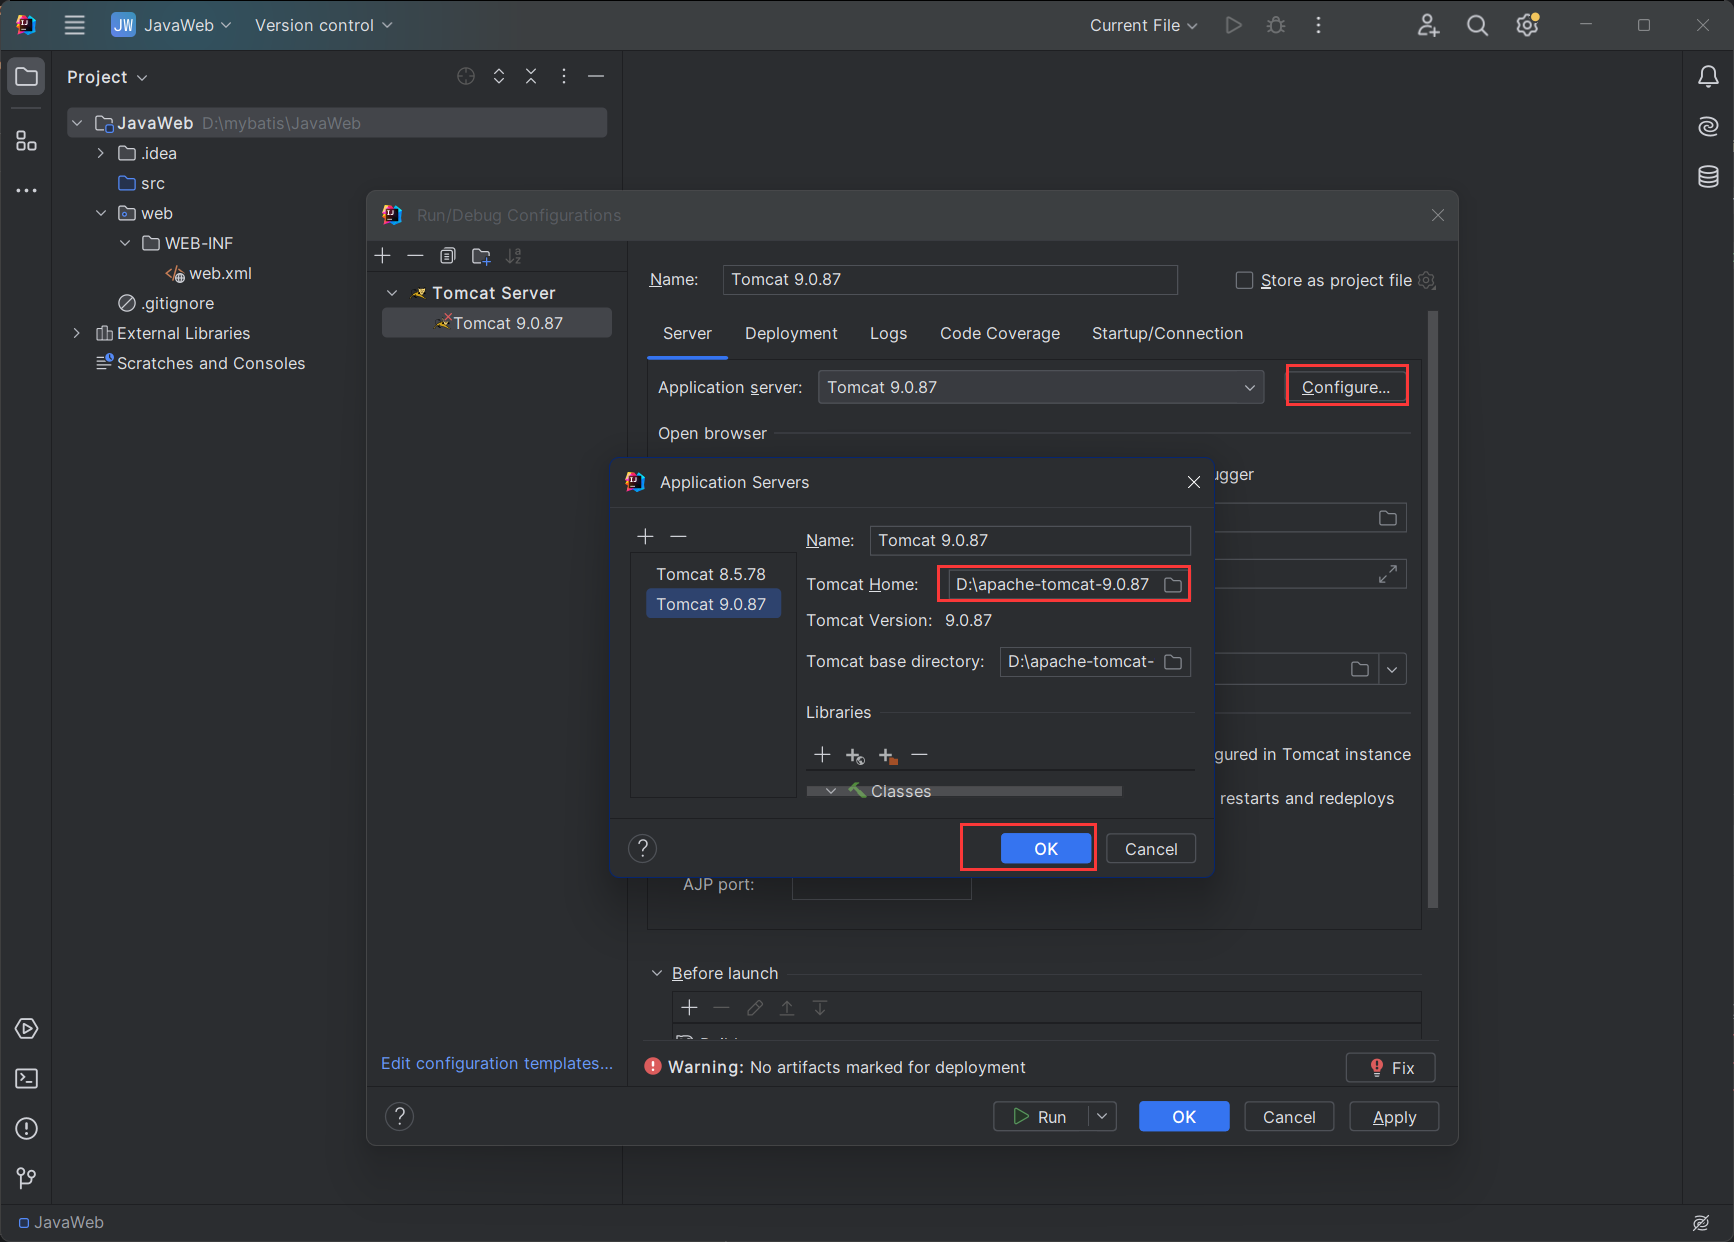 JW JavaWeb Version control Current File
Project
JavaWeb D:\mybatis\JavaWeb
.idea
src
web
WEB-INF
web.xml
.gitignore
External Libraries
Scratches and Consoles
Run/Debug Configurations
Tomcat Server
Tomcat 9.0.87
Name: Tomcat 9.0.87 Store as project file
Server Deployment Logs Code Coverage Startup/Connection
Application server: Tomcat 9.0.87 Configure...
Open browser
ugger
Application Servers
Tomcat 8.5.78
Tomcat 9.0.87
Name: Tomcat 9.0.87
Tomcat Home: D:\apache-tomcat-9.0.87
Tomcat Version: 9.0.87
Tomcat base directory: D:\apache-tomcat-
Libraries
Classes
? OK Cancel
gured in Tomcat instance
restarts and redeploys
AJP port:
Before launch
Edit configuration templates...
Warning: No artifacts marked for deployment Fix
? Run OK Cancel Apply
JavaWeb